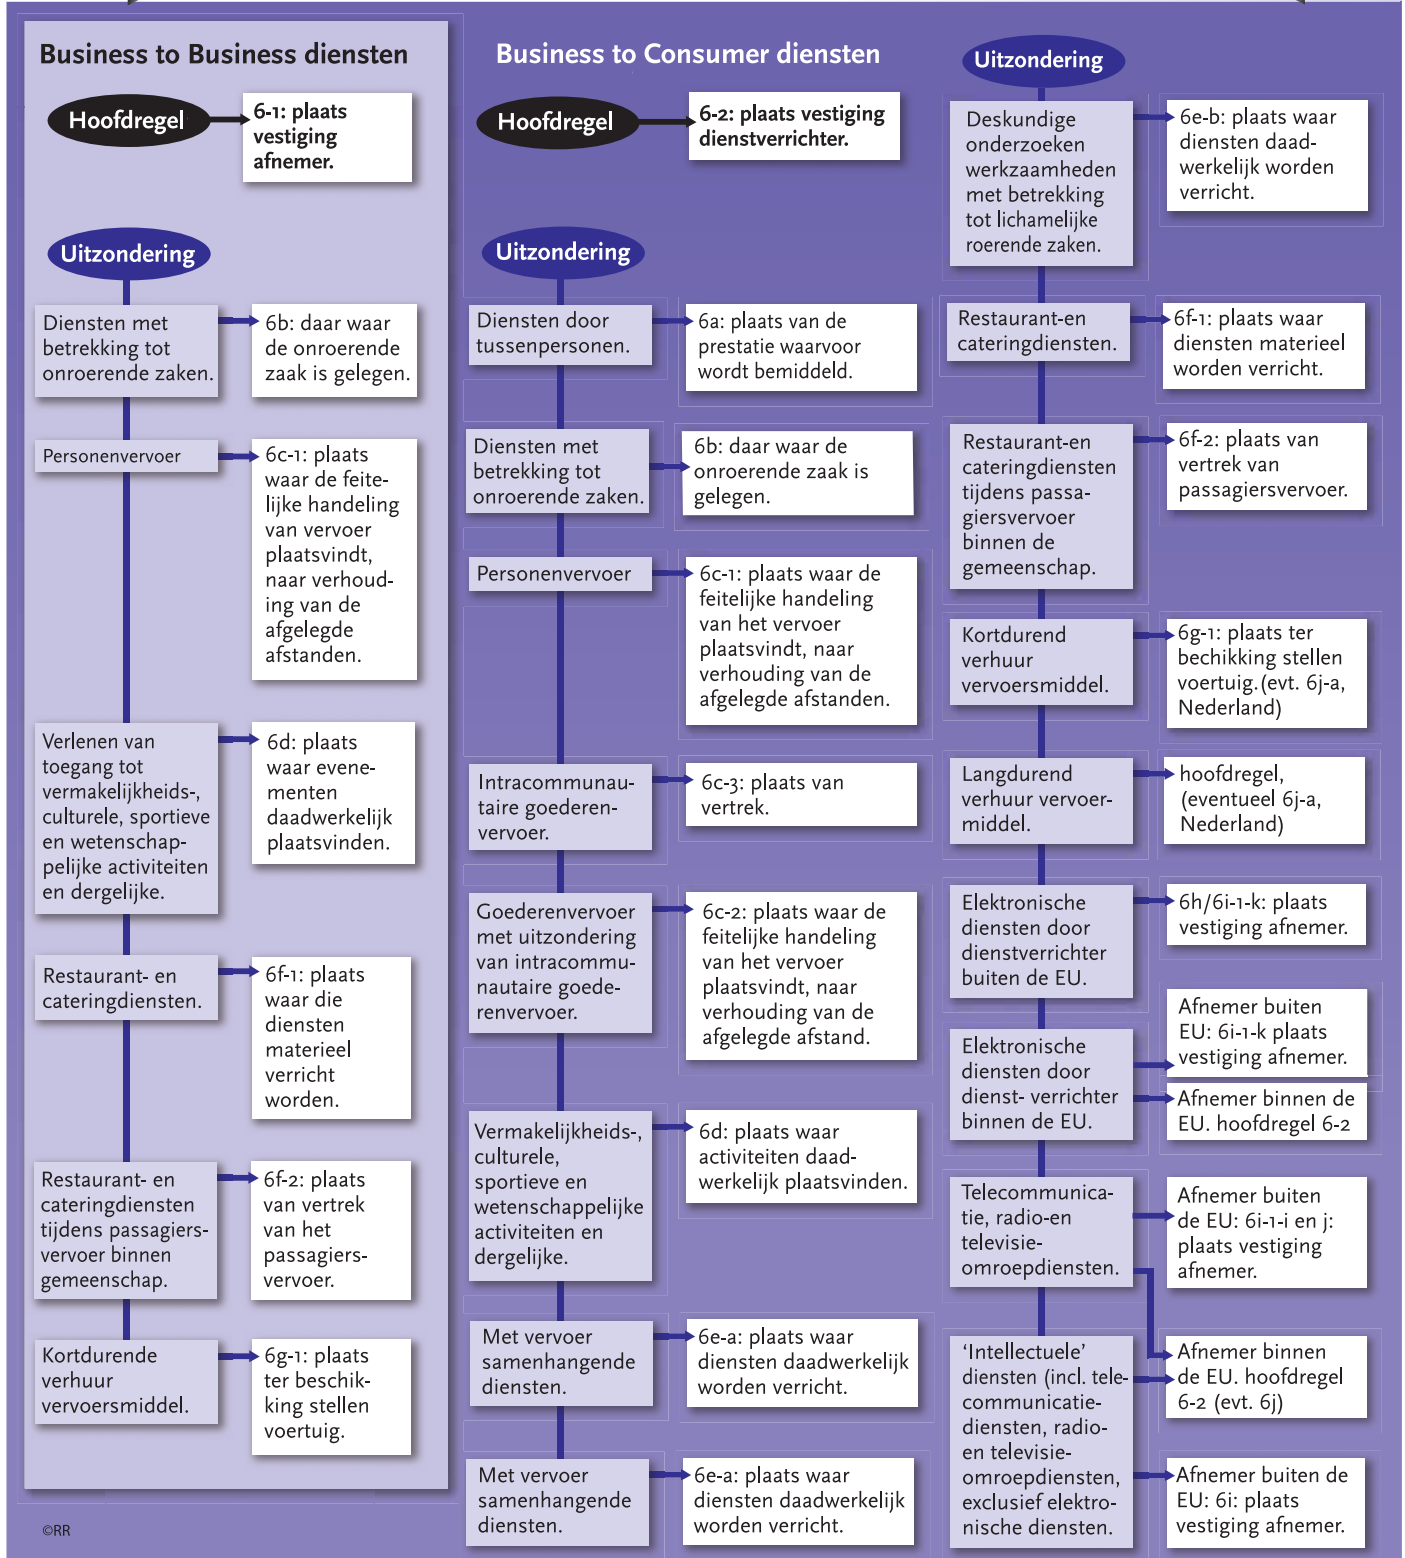 Business to Business diensten
Hoofdregel
6-1: plaats
vestiging
afnemer.
Uitzondering
Diensten met
betrekking tot
onroerende zaken.
6b: daar waar
de onroerende
zaak is gelegen.
Personenvervoer
6c-1: plaats
waar de feite-
lijke handeling
van vervoer
plaatsvindt,
naar verhoud-
ing van de
afgelegde
afstanden.
Verlenen van
toegang tot
vermakelijkheids-,
culturele, sportieve
en wetenschap-
pelijke activiteiten
en dergelijke.
6d: plaats
waar evene-
menten
daadwerkelijk
plaatsvinden.
Restaurant- en
cateringdiensten.
6f-1: plaats
waar die
diensten
materieel
verricht
worden.
Restaurant- en
cateringdiensten
tijdens passagiers-
vervoer binnen
gemeenschap.
6f-2: plaats
van vertrek
van het
passagiers-
vervoer.
Kortdurende
verhuur
vervoersmiddel.
6g-1: plaats
ter beschik-
king stellen
voertuig.
©RR
Business to Consumer diensten
Hoofdregel
6-2: plaats vestiging
dienstverrichter.
Uitzondering
Diensten door
tussenpersonen.
6a: plaats van de
prestatie waarvoor
wordt bemiddeld.
Diensten met
betrekking tot
onroerende zaken.
6b: daar waar de
onroerende zaak is
gelegen.
Personenvervoer
6c-1: plaats waar de
feitelijke handeling
van het vervoer
plaatsvindt, naar
verhouding van de
afgelegde afstanden.
Intracommunau-
taire goederen-
vervoer.
6c-3: plaats van
vertrek.
Goederenvervoer
met uitzondering
van intracommu-
nautaire goede-
renvervoer.
6c-2: plaats waar de
feitelijke handeling
van het vervoer
plaatsvindt, naar
verhouding van de
afgelegde afstand.
Vermakelijkheids-,
culturele,
sportieve en
wetenschappelijke
activiteiten en
dergelijke.
6d: plaats waar
activiteiten daad-
werkelijk plaatsvinden.
Met vervoer
samenhangende
diensten.
6e-a: plaats waar
diensten daadwerkelijk
worden verricht.
Met vervoer
samenhangende
diensten.
6e-a: plaats waar
diensten daadwerkelijk
worden verricht.
Uitzondering
Deskundige
onderzoeken
werkzaamheden
met betrekking
tot lichamelijke
roerende zaken.
6e-b: plaats waar
diensten daad-
werkelijk worden
verricht.
Restaurant-en
cateringdiensten.
6f-1: plaats waar
diensten materieel
worden verricht.
Restaurant-en
cateringdiensten
tijdens passa-
giersvervoer
binnen de
gemeenschap.
6f-2: plaats van
vertrek van
passagiersvervoer.
Kortdurend
verhuur
vervoersmiddel.
6g-1: plaats ter
bechikking stellen
voertuig.(evt. 6j-a,
Nederland)
Langdurend
verhuur vervoer-
middel.
hoofdregel,
(eventueel 6j-a,
Nederland)
Elektronische
diensten door
dienstverrichter
buiten de EU.
6h/6i-1-k: plaats
vestiging afnemer.
Elektronische
diensten door
dienst- verrichter
binnen de EU.
Afnemer buiten
EU: 6i-1-k plaats
vestiging afnemer.
Afnemer binnen de
EU. hoofdregel 6-2
Telecommunica-
tie, radio-en
televisie-
omroepdiensten.
Afnemer buiten
de EU: 6i-1-i en j:
plaats vestiging
afnemer.
'Intellectuele'
diensten (incl. tele-
communicatie-
diensten, radio-
en televisie-
omroepdiensten,
exclusief elektro-
nische diensten.
Afnemer binnen
de EU. hoofdregel
6-2 (evt. 6j)
Afnemer buiten de
EU: 6i: plaats
vestiging afnemer.